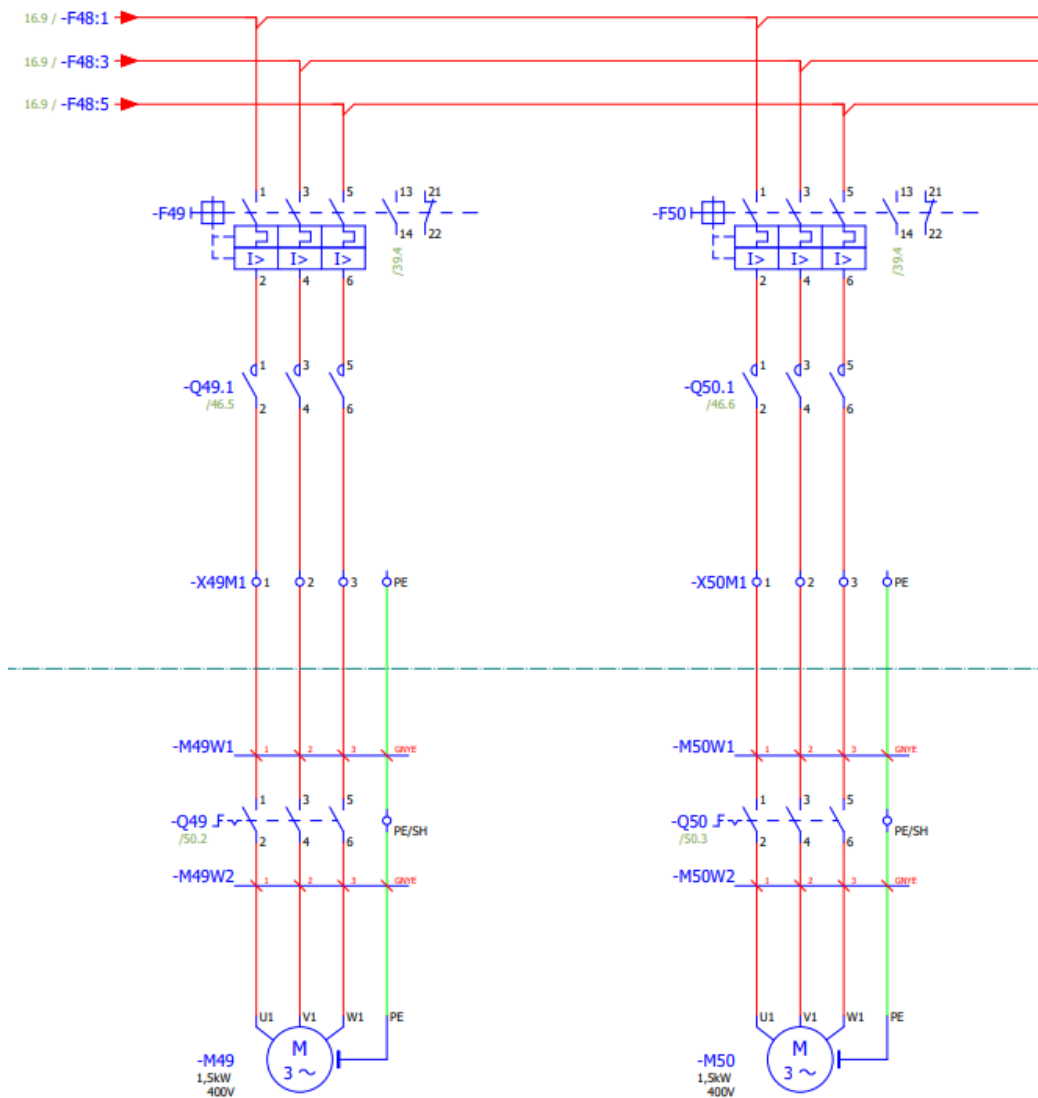 16.9 / -F48:1
16.9 / -F48:3
16.9 / -F48:5
1 3 5 13 21 1 3 5 13 21
-F49 -F50
14 22 14 22
I> I> I> I> I> I>
/39.4 /39.4
2 4 6 2 4 6
1 3 5 1 3 5
-Q49.1 -Q50.1
/46.5 /46.6
2 4 6 2 4 6
-X49M1 1 2 3 PE -X50M1 1 2 3 PE
-M49W1 1 2 3 GNYE -M50W1 1 2 3 GNYE
1 3 5 1 3 5
-Q49 -Q50
PE/SH PE/SH
/50.2 2 4 6 /50.3 2 4 6
-M49W2 1 2 3 GNYE -M50W2 1 2 3 GNYE
U1 V1 W1 PE U1 V1 W1 PE
M M
-M49 -M50
3 ~ 3 ~
1,5kW 1,5kW
400V 400V